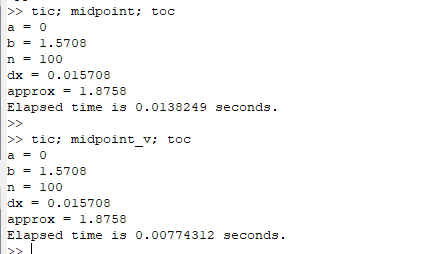 >> tic; midpoint; toc
a = 0
b = 1.5708
n = 100
dx = 0.015708
approx = 1.8758
Elapsed time is 0.0138249 seconds.
>>
>> tic; midpoint_v; toc
a = 0
b = 1.5708
n = 100
dx = 0.015708
approx = 1.8758
Elapsed time is 0.00774312 seconds.
>>